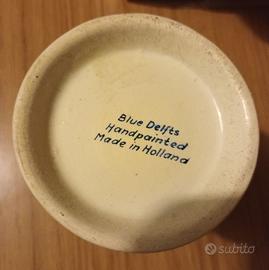 Blue Delfts
Handpainted
Made in Holland
subito